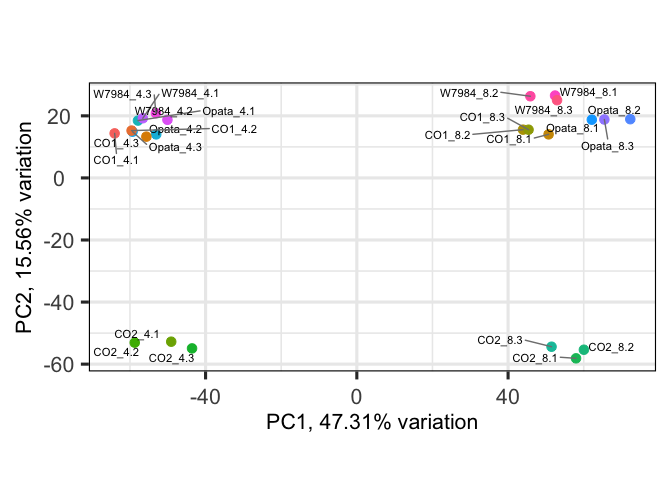 W7984_4.3 W7984_4.1
W7984_4.2 Opata_4.1
Opata_4.2 CO1_4.2
CO1_4.3 Opata_4.3
CO1_4.1
W7984_8.2 W7984_8.1
W7984_8.3 Opata_8.2
CO1_8.3
CO1_8.2 Opata_8.1
CO1_8.1 Opata_8.3
CO2_4.1
CO2_4.2
CO2_4.3
CO2_8.3
CO2_8.2
CO2_8.1
20
0
-20
-40
-60
PC2, 15.56% variation
-40 0 40
PC1, 47.31% variation